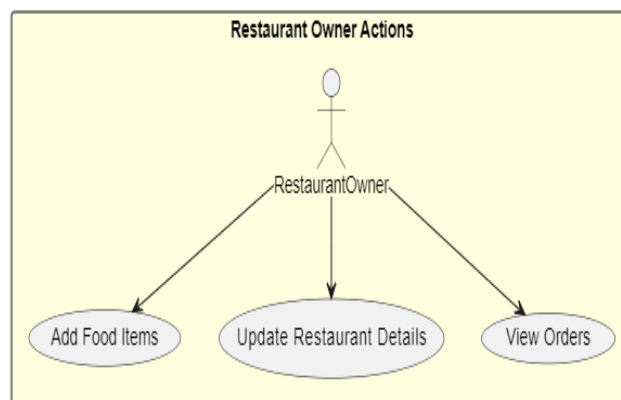 Restaurant Owner Actions
RestaurantOwner
Add Food Items
Update Restaurant Details
View Orders